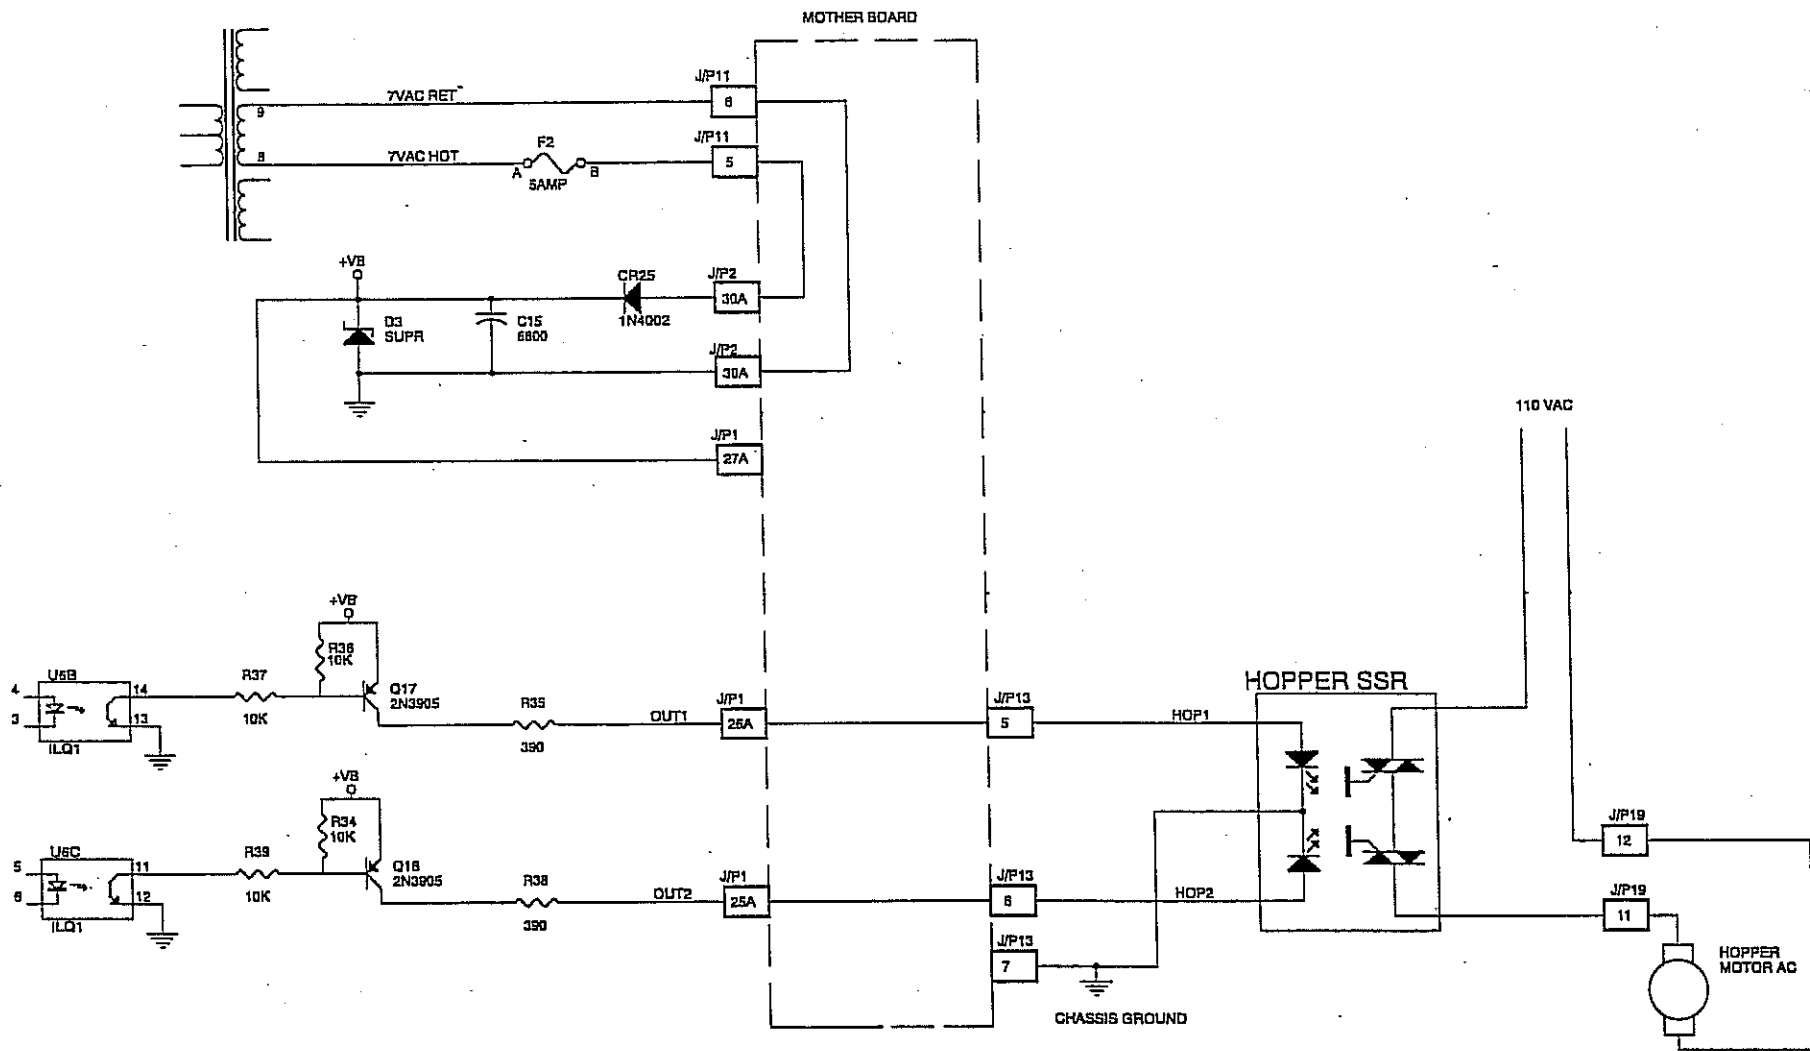 MOTHER BOARD
J/P11
7VAC RET
6
9
J/P11
F2
8
7VAC HOT
A
B
5
5AMP
+VB
CR25
J/P2
30A
D3
SUPR
C15
6800
1N4002
J/P2
30A
110 VAC
J/P1
27A
+VB
R36
10K
U6B
R37
4
14
Q17
2N3905
R35
J/P1
J/P13
HOPPER SSR
3
13
10K
OUT1
26A
5
HOP1
ILQ1
390
+VB
R34
10K
J/P19
12
U6C
R39
5
11
Q18
2N3905
R38
J/P1
J/P13
6
12
10K
OUT2
25A
6
HOP2
J/P19
11
ILQ1
390
J/P13
7
HOPPER
MOTOR AC
CHASSIS GROUND